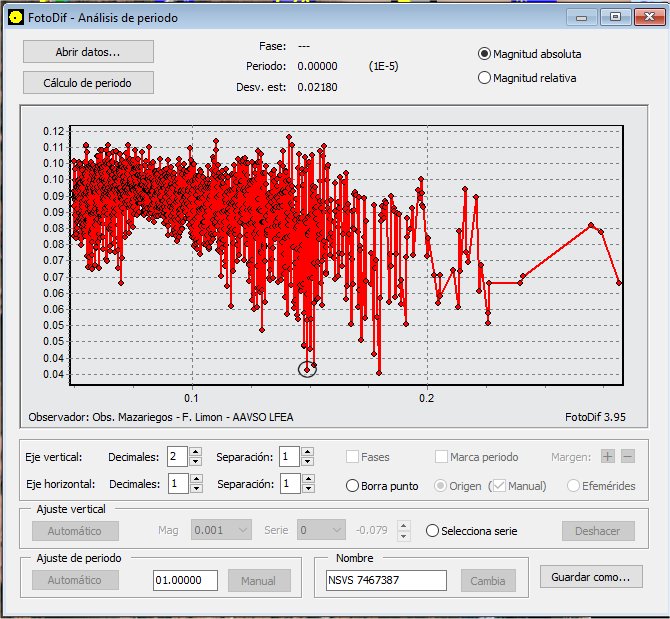 FotoDif - Análisis de periodo
Abrir datos...
Cálculo de periodo
Fase: ---
Periodo: 0.00000 (1E-5)
Desv. est: 0.02180
Magnitud absoluta
Magnitud relativa
0.12
0.11
0.10
0.10
0.09
0.09
0.08
0.08
0.07
0.07
0.06
0.06
0.05
0.05
0.04
0.04
0.1 0.2
Observador: Obs. Mazariegos - F. Limon - AAVSO LFEA FotoDif 3.95
Eje vertical: Decimales: 2 Separación: 1 Fases Marca periodo Margen: + −
Eje horizontal: Decimales: 1 Separación: 1 Borra punto Origen (Manual) Efemérides
Ajuste vertical
Automático Mag 0.001 Serie 0 -0.079 Selecciona serie Deshacer
Ajuste de periodo
Automático 01.00000 Manual
Nombre
NSVS 7467387 Cambia
Guardar como...